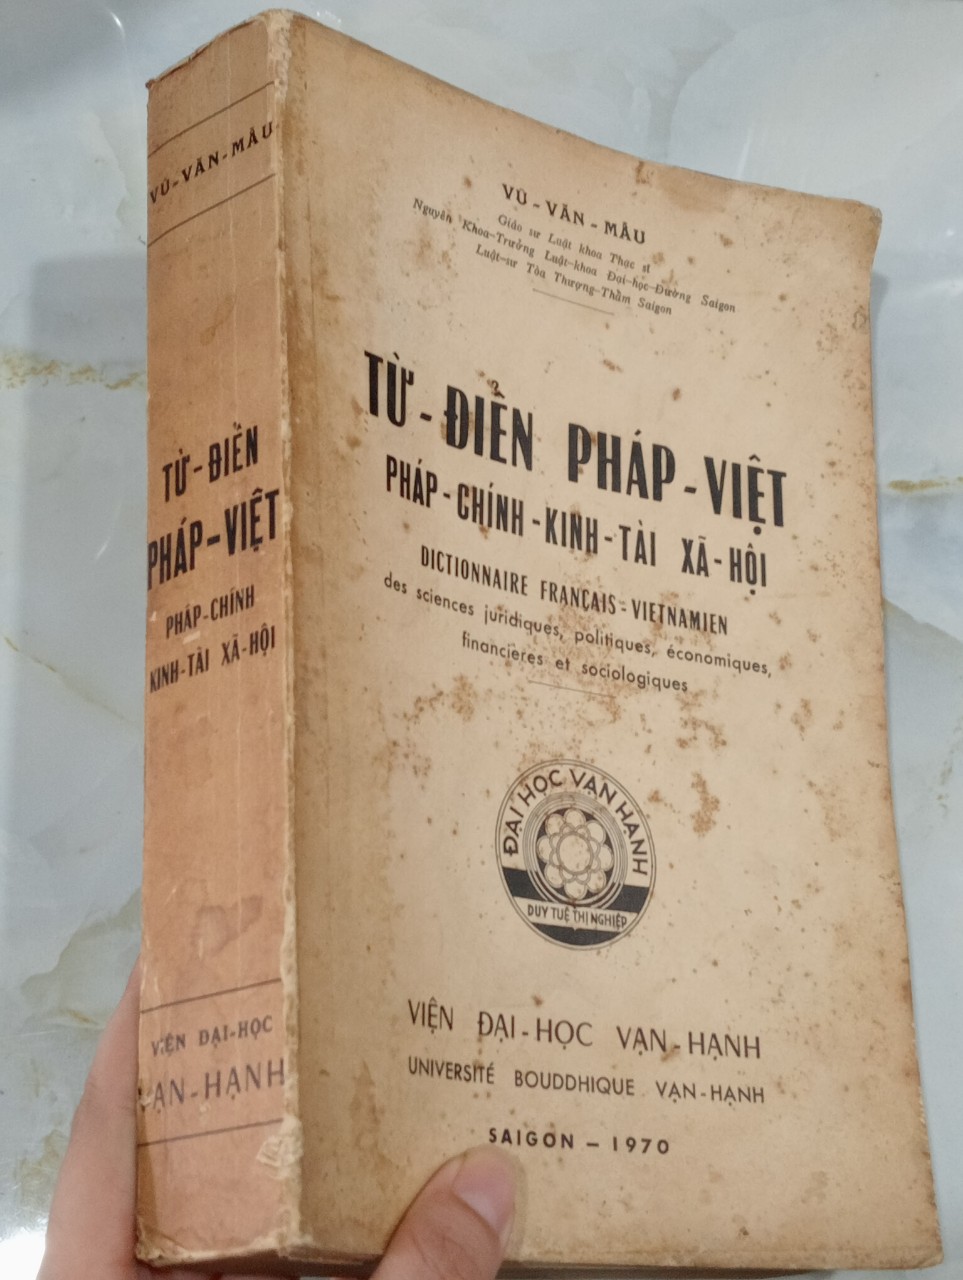 VŨ-VĂN-MẪU
TỪ-ĐIỂN
PHÁP-VIỆT
PHÁP-CHÍNH
KINH-TÀI XÃ-HỘI
VIỆN ĐẠI-HỌC
VẠN-HẠNH
VŨ-VĂN-MẪU
Giáo sư Luật khoa Thạc sĩ
Nguyên Khoa-Trưởng Luật-khoa Đại-học-Đường Saigon
Luật-sư Tòa Thượng-Thẩm Saigon
TỪ-ĐIỂN PHÁP-VIỆT
PHÁP-CHÍNH-KINH-TÀI XÃ-HỘI
DICTIONNAIRE FRANÇAIS-VIETNAMIEN
des sciences juridiques, politiques, économiques,
financières et sociologiques
ĐẠI HỌC VẠN HẠNH
DUY TUỆ THỊ NGHIỆP
VIỆN ĐẠI-HỌC VẠN-HẠNH
UNIVERSITÉ BOUDDHIQUE VẠN-HẠNH
SAIGON — 1970